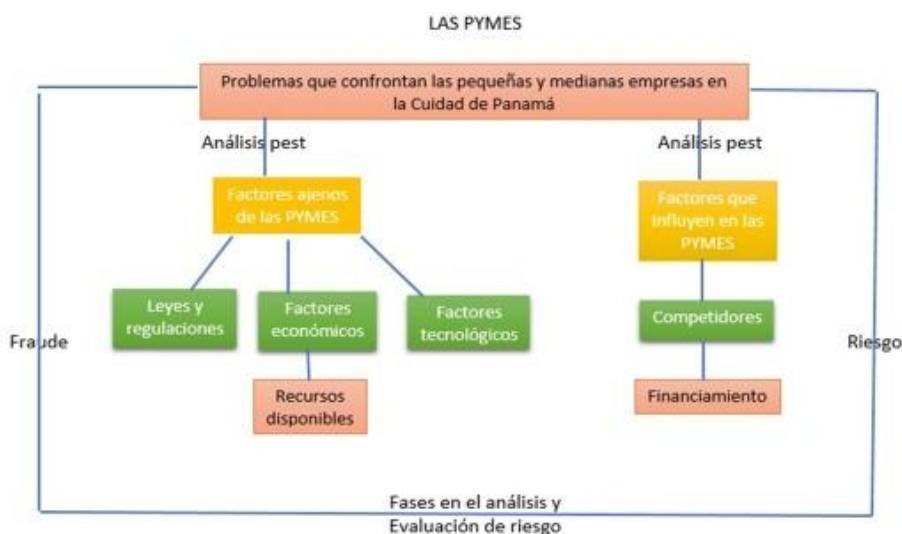 LAS PYMES
Problemas que confrontan las pequeñas y medianas empresas en
la Cuidad de Panamá
Análisis pest
Análisis pest
Factores ajenos
de las PYMES
Factores que
influyen en las
PYMES
Leyes y
regulaciones
Factores
económicos
Factores
tecnológicos
Competidores
Fraude
Riesgo
Recursos
disponibles
Financiamiento
Fases en el análisis y
Evaluación de riesgo